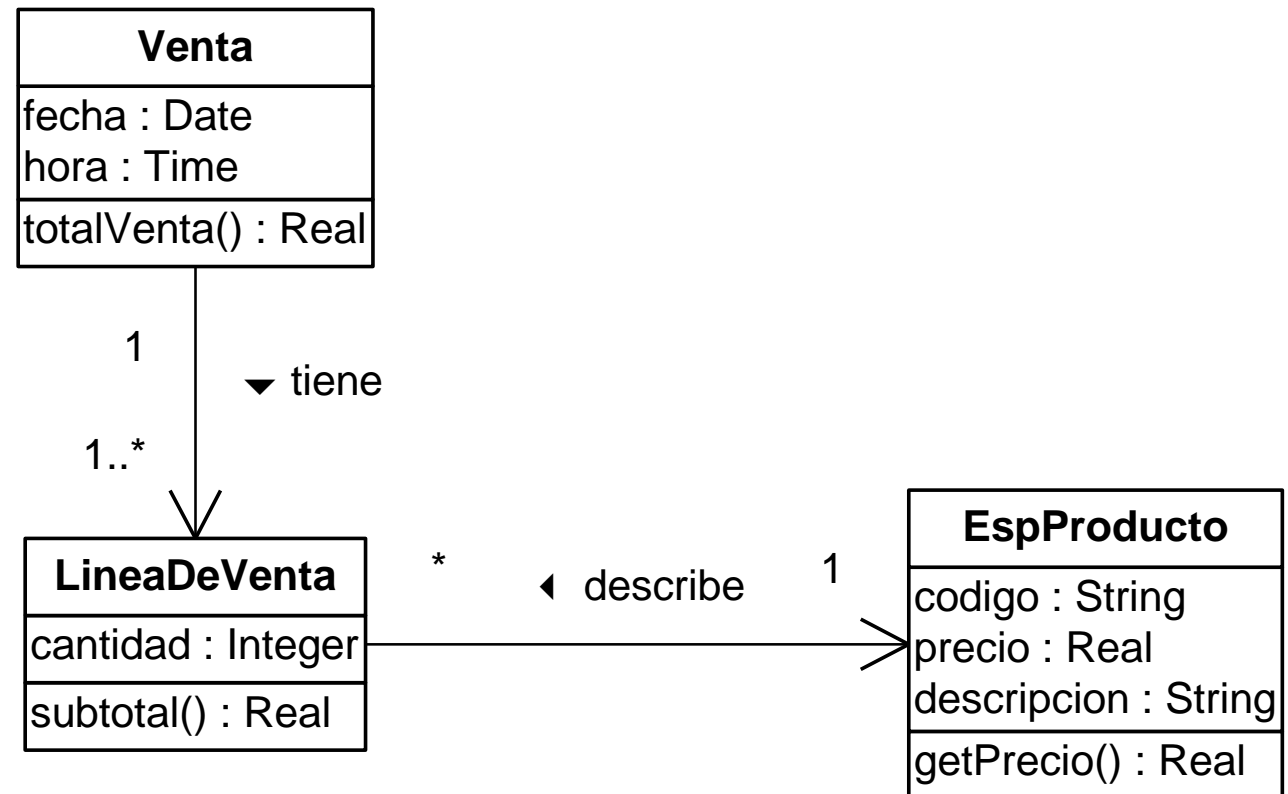 Venta
fecha : Date
hora : Time
totalVenta() : Real
1
tiene
1..*
LineaDeVenta
cantidad : Integer
subtotal() : Real
*
describe
1
EspProducto
codigo : String
precio : Real
descripcion : String
getPrecio() : Real